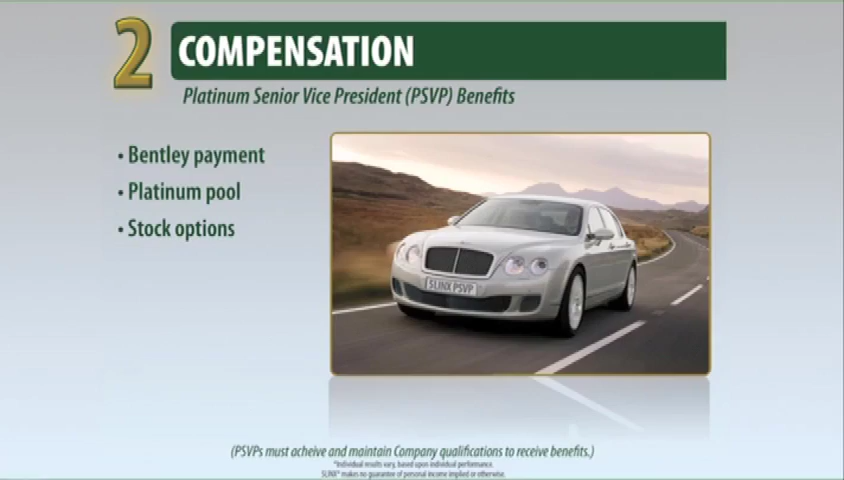 2 COMPENSATION
Platinum Senior Vice President (PSVP) Benefits
• Bentley payment
• Platinum pool
• Stock options
SLINX PSVP
(PSVPs must acheive and maintain Company qualifications to receive benefits.)
*Individual results vary, based upon individual performance.
SLINX® makes no guarantee of personal income implied or otherwise.